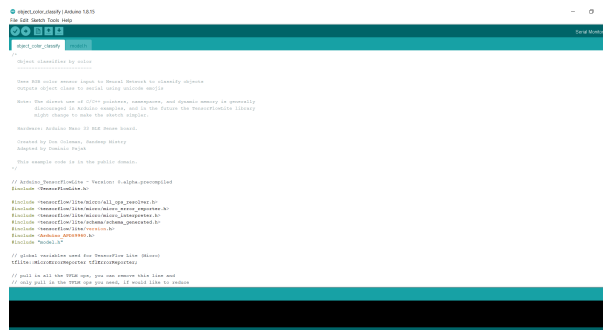 object_color_classify | Arduino 1.8.15
File Edit Sketch Tools Help
Serial Monitor
object_color_classify model.h
/*
Object classifier by color
--------------------------
Uses RGB color sensor input to Neural Network to classify objects
Outputs object class to serial using unicode emojis
Note: The direct use of C/C++ pointers, namespaces, and dynamic memory is generally
discouraged in Arduino examples, and in the future the TensorFlowLite library
might change to make the sketch simpler.
Hardware: Arduino Nano 33 BLE Sense board.
Created by Don Coleman, Sandeep Mistry
Adapted by Dominic Pajak
This example code is in the public domain.
*/
// Arduino_TensorFlowLite - Version: 0.alpha.precompiled
#include <TensorFlowLite.h>
#include <tensorflow/lite/micro/all_ops_resolver.h>
#include <tensorflow/lite/micro/micro_error_reporter.h>
#include <tensorflow/lite/micro/micro_interpreter.h>
#include <tensorflow/lite/schema/schema_generated.h>
#include <tensorflow/lite/version.h>
#include <Arduino_APDS9960.h>
#include "model.h"
// global variables used for TensorFlow Lite (Micro)
tflite::MicroErrorReporter tflErrorReporter;
// pull in all the TFLM ops, you can remove this line and
// only pull in the TFLM ops you need, if would like to reduce